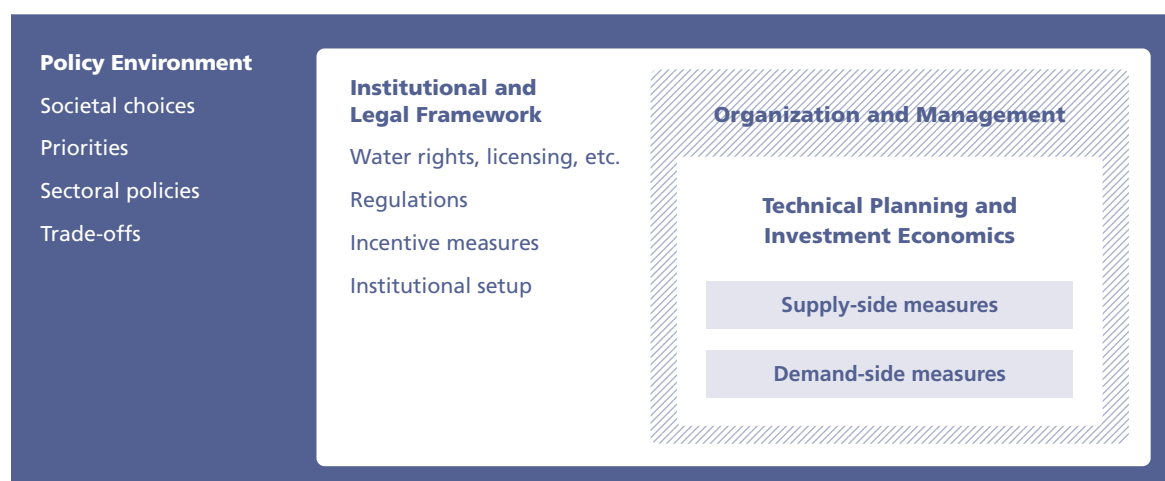 Policy Environment
Societal choices
Priorities
Sectoral policies
Trade-offs
Institutional and
Legal Framework
Water rights, licensing, etc.
Regulations
Incentive measures
Institutional setup
Organization and Management
Technical Planning and
Investment Economics
Supply-side measures
Demand-side measures